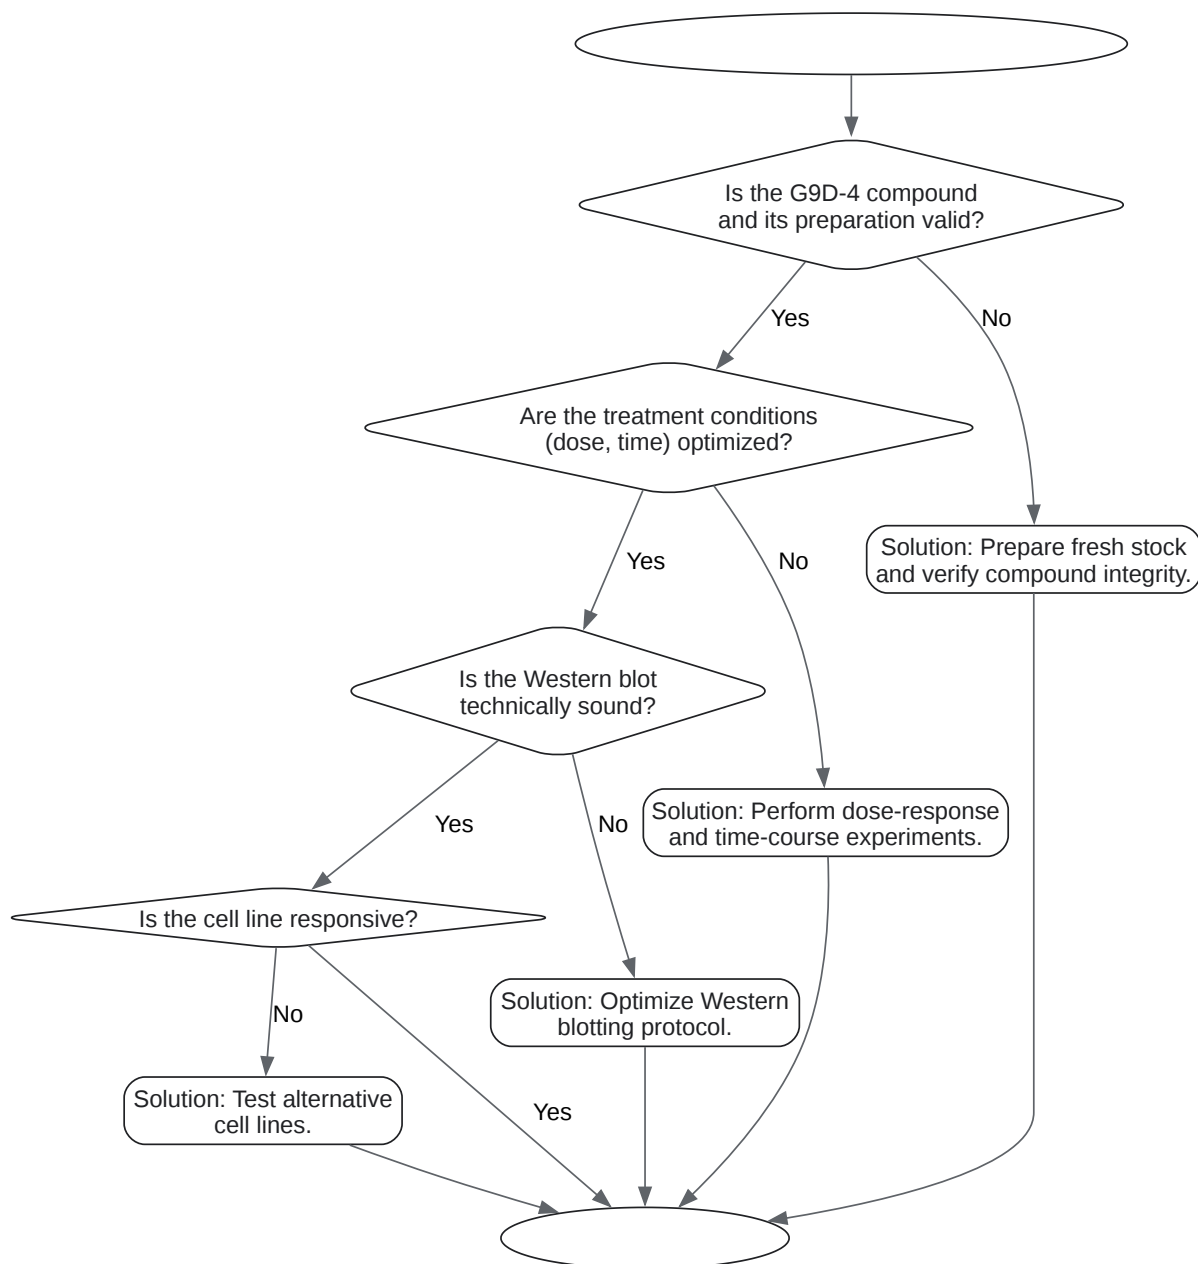 Is the G9D-4 compound
and its preparation valid?
Yes
No
Are the treatment conditions
(dose, time) optimized?
Solution: Prepare fresh stock
and verify compound integrity.
Yes
No
Is the Western blot
technically sound?
Solution: Perform dose-response
and time-course experiments.
Yes
No
Is the cell line responsive?
Solution: Optimize Western
blotting protocol.
No
Solution: Test alternative
cell lines.
Yes